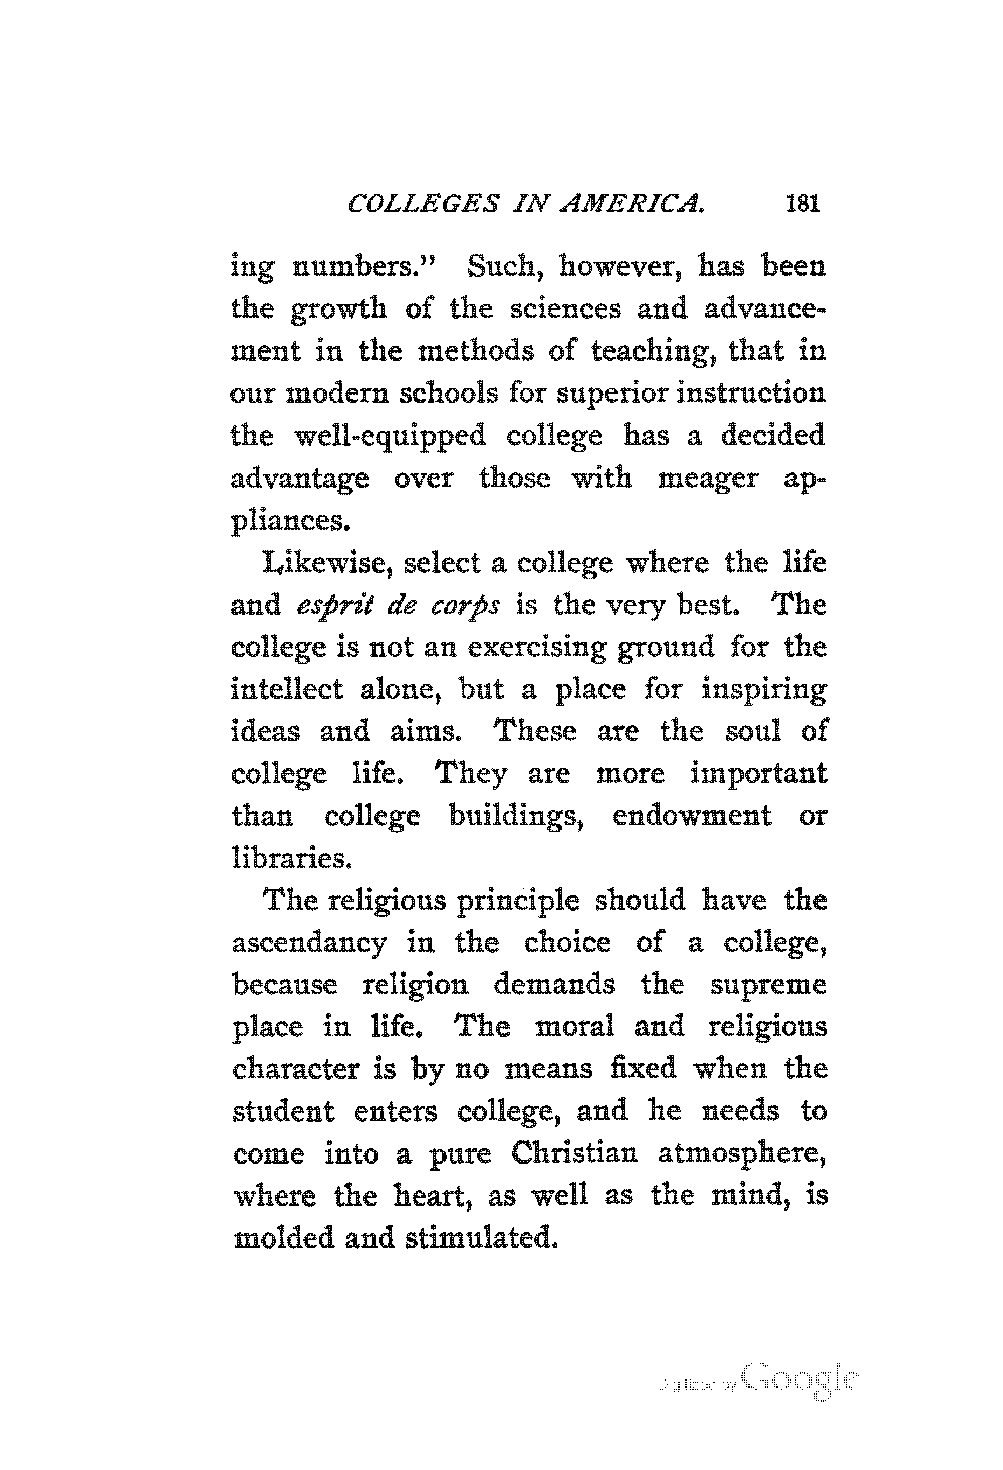 COLLEGES IN AMERICA. 181
ing numbers." Such, however, has been
the growth of the sciences and advance-
ment in the methods of teaching, that in
our modern schools for superior instruction
the well-equipped college has a decided
advantage over those with meager ap-
pliances.
Likewise, select a college where the life
and esprit de corps is the very best. The
college is not an exercising ground for the
intellect alone, but a place for inspiring
ideas and aims. These are the soul of
college life. They are more important
than college buildings, endowment or
libraries.
The religious principle should have the
ascendancy in the choice of a college,
because religion demands the supreme
place in life. The moral and religious
character is by no means fixed when the
student enters college, and he needs to
come into a pure Christian atmosphere,
where the heart, as well as the mind, is
molded and stimulated.
Digitized by Google